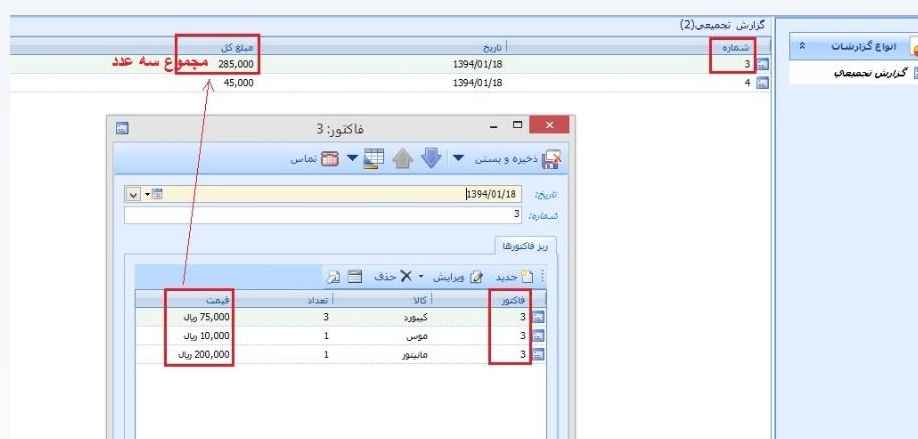 گزارش تجمیعی(2)
انواع گزارشات
گزارش تجمیعی
شماره تاریخ مبلغ کل
3 1394/01/18 285,000 مجموع سه عدد
4 1394/01/18 45,000
فاکتور: 3
ذخیره و بستن تماس
تاریخ: 1394/01/18
شماره: 3
ریز فاکتورها
جدید ویرایش حذف
فاکتور کالا تعداد قیمت
3 کیبورد 3 75,000 ریال
3 موس 1 10,000 ریال
3 مانیتور 1 200,000 ریال